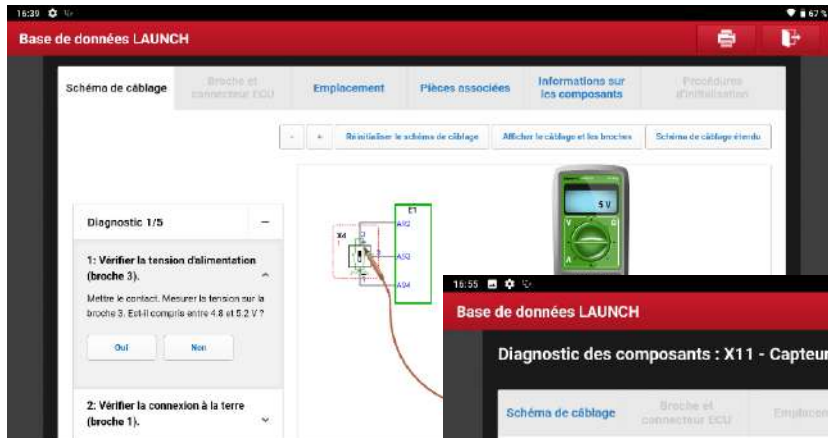 16:39
67 %
Base de données LAUNCH
Schéma de câblage
Broche et
connecteur ECU
Emplacement
Pièces associées
Informations sur
les composants
Procédures
d'initialisation
- + Réinitialiser le schéma de câblage Afficher le câblage et les broches Schéma de câblage étendu
Diagnostic 1/5 −
1: Vérifier la tension d'alimentation
(broche 3).
Mettre le contact. Mesurer la tension sur la
broche 3. Est-il compris entre 4.8 et 5.2 V ?
Oui Non
2: Vérifier la connexion à la terre
(broche 1).
E1
X4
A94
5 V
V
A
16:55
Base de données LAUNCH
Diagnostic des composants : X11 - Capteur
Schéma de câblage
Broche et
connecteur ECU